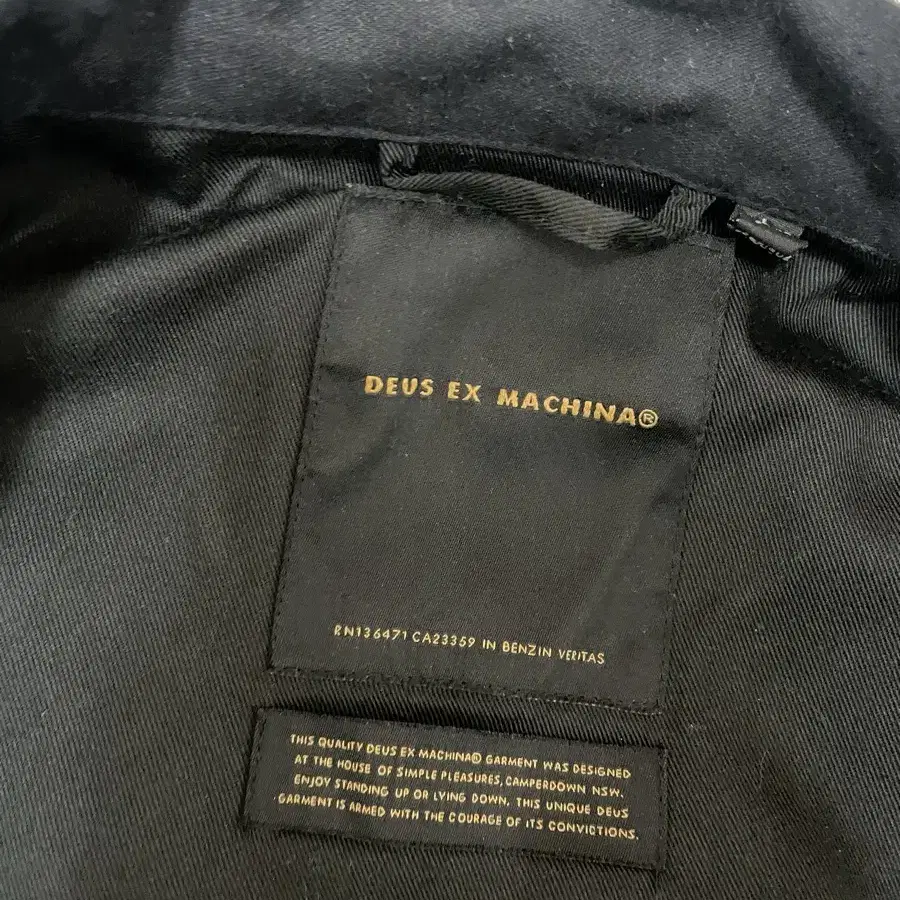 DEUS EX MACHINA®
RN136471 CA23359 IN BENZIN VERITAS
THIS QUALITY DEUS EX MACHINA® GARMENT WAS DESIGNED
AT THE HOUSE OF SIMPLE PLEASURES, CAMPERDOWN NSW.
ENJOY STANDING UP OR LYING DOWN. THIS UNIQUE DEUS
GARMENT IS ARMED WITH THE COURAGE OF ITS CONVICTIONS.